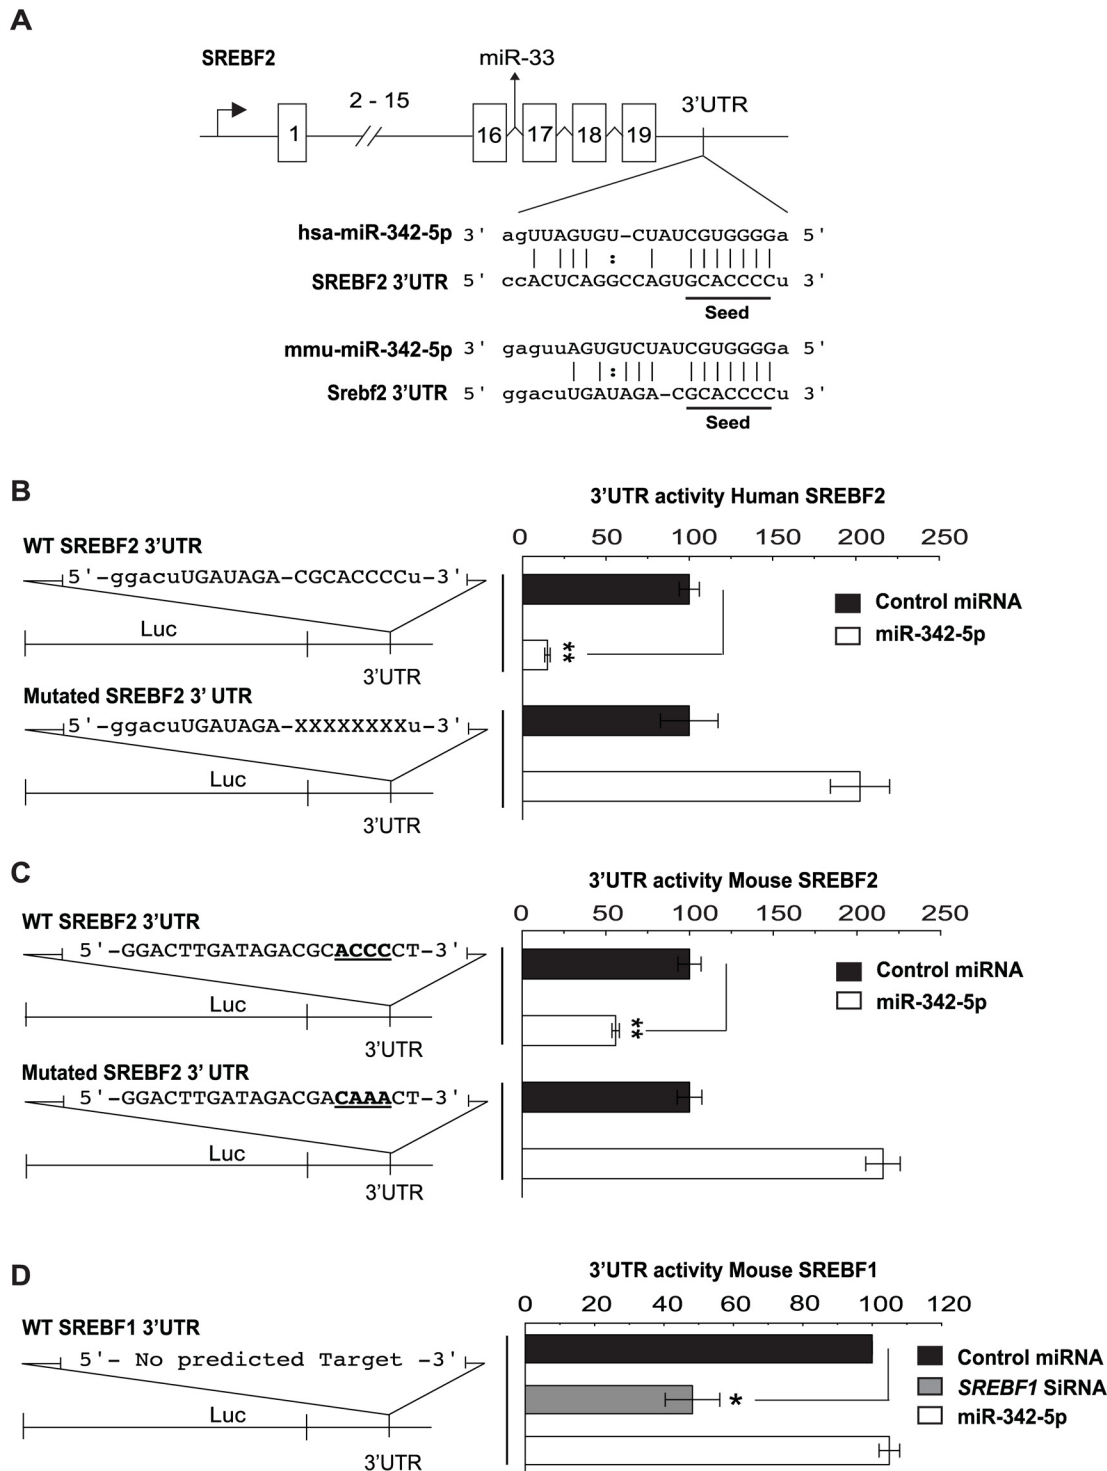 A
SREBF2
miR-33
2 - 15
3'UTR
1
16
17
18
19
hsa-miR-342-5p 3' agUUAGUGU-CUAUCGUGGGGa 5'
SREBF2 3'UTR 5' ccACUCAGGCCAGUGCACCCCu 3'
Seed
mmu-miR-342-5p 3' gaguuAGUGUCUAUCGUGGGGa 5'
Srebf2 3'UTR 5' ggacuUGAUAGA-CGCACCCCu 3'
Seed
B
3'UTR activity Human SREBF2
WT SREBF2 3'UTR
0 50 100 150 200 250
5'-ggacuUGAUAGA-CGCACCCCu-3'
Control miRNA
miR-342-5p
Luc
**
3'UTR
Mutated SREBF2 3' UTR
5'-ggacuUGAUAGA-XXXXXXXXu-3'
Luc
3'UTR
C
3'UTR activity Mouse SREBF2
WT SREBF2 3'UTR
0 50 100 150 200 250
5'-GGACTTGATAGACGCACCCCT-3'
Control miRNA
miR-342-5p
Luc
**
3'UTR
Mutated SREBF2 3' UTR
5'-GGACTTGATAGACGACAAACT-3'
Luc
3'UTR
D
3'UTR activity Mouse SREBF1
WT SREBF1 3'UTR
0 20 40 60 80 100 120
5'- No predicted Target -3'
Control miRNA
SREBF1 SiRNA
miR-342-5p
*
Luc
3'UTR